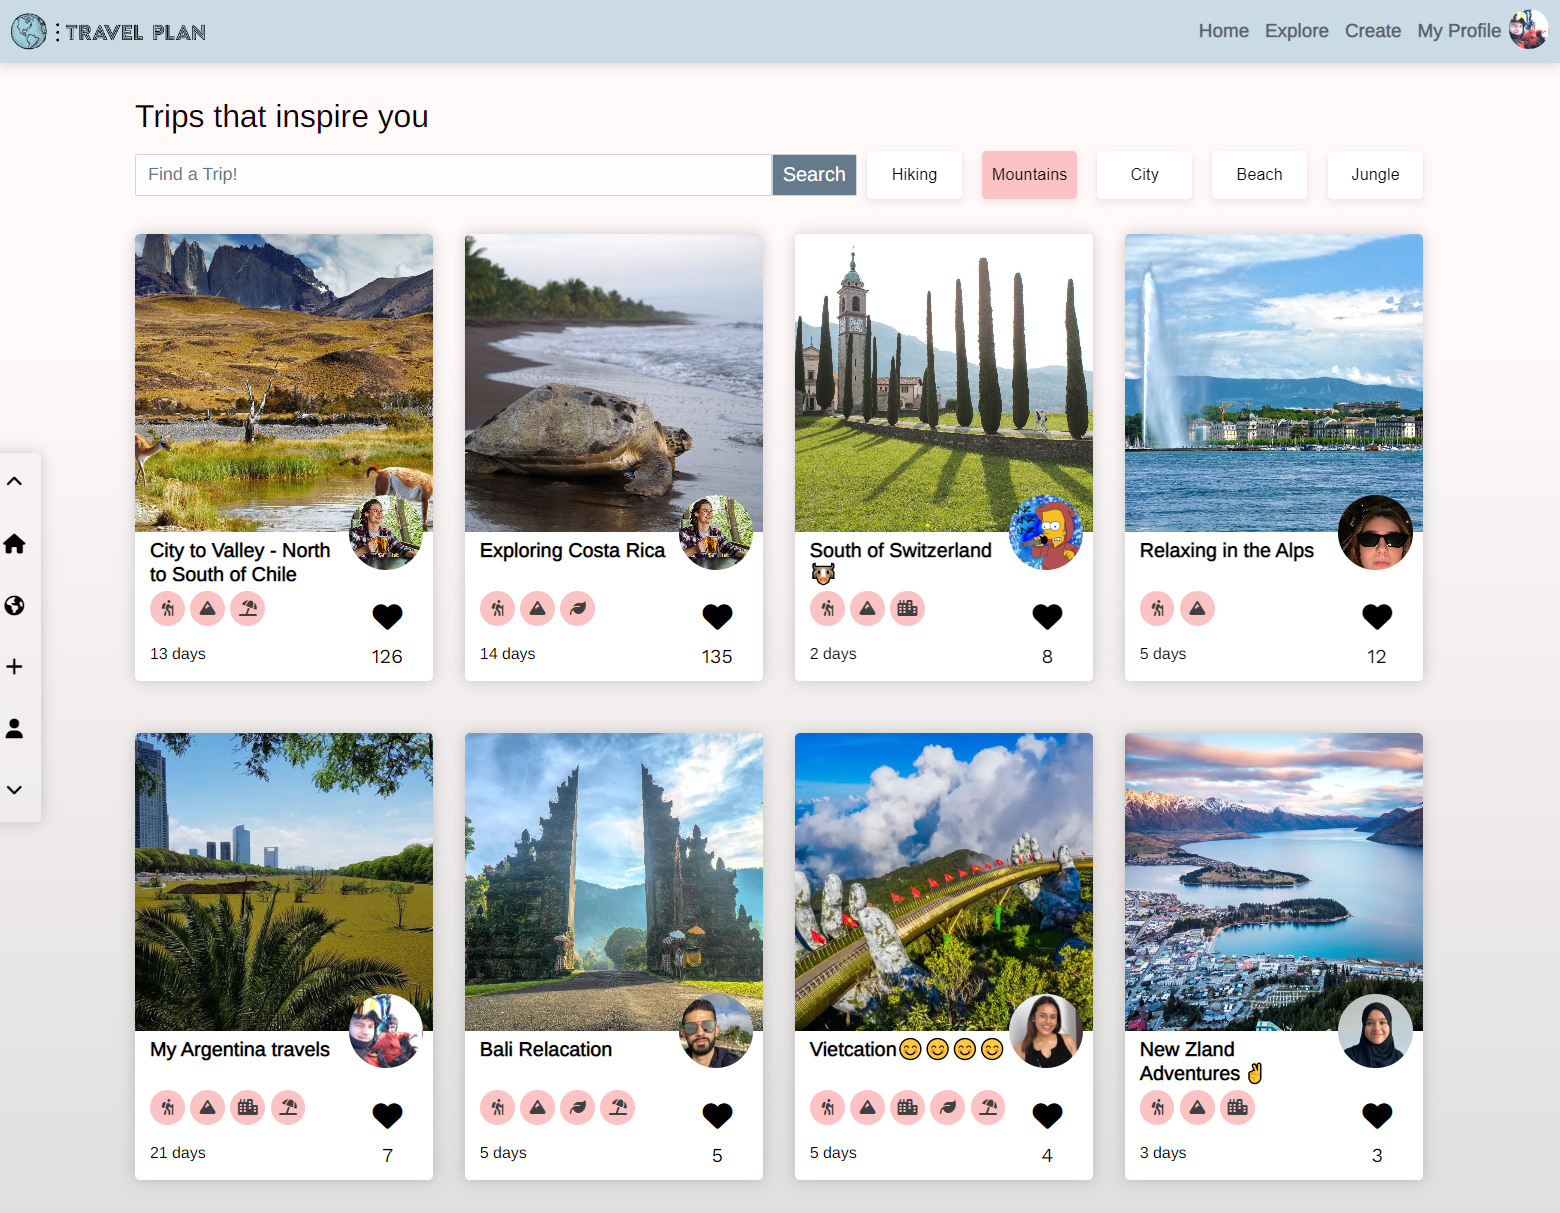 TRAVEL PLAN
Home Explore Create My Profile
Trips that inspire you
Find a Trip! Search Hiking Mountains City Beach Jungle
City to Valley - North
to South of Chile
13 days
126
Exploring Costa Rica
14 days
135
South of Switzerland
🐮
2 days
8
Relaxing in the Alps
5 days
12
My Argentina travels
21 days
7
Bali Relacation
5 days
5
Vietcation😊😊😊😊
5 days
4
New Zland
Adventures ✌
3 days
3